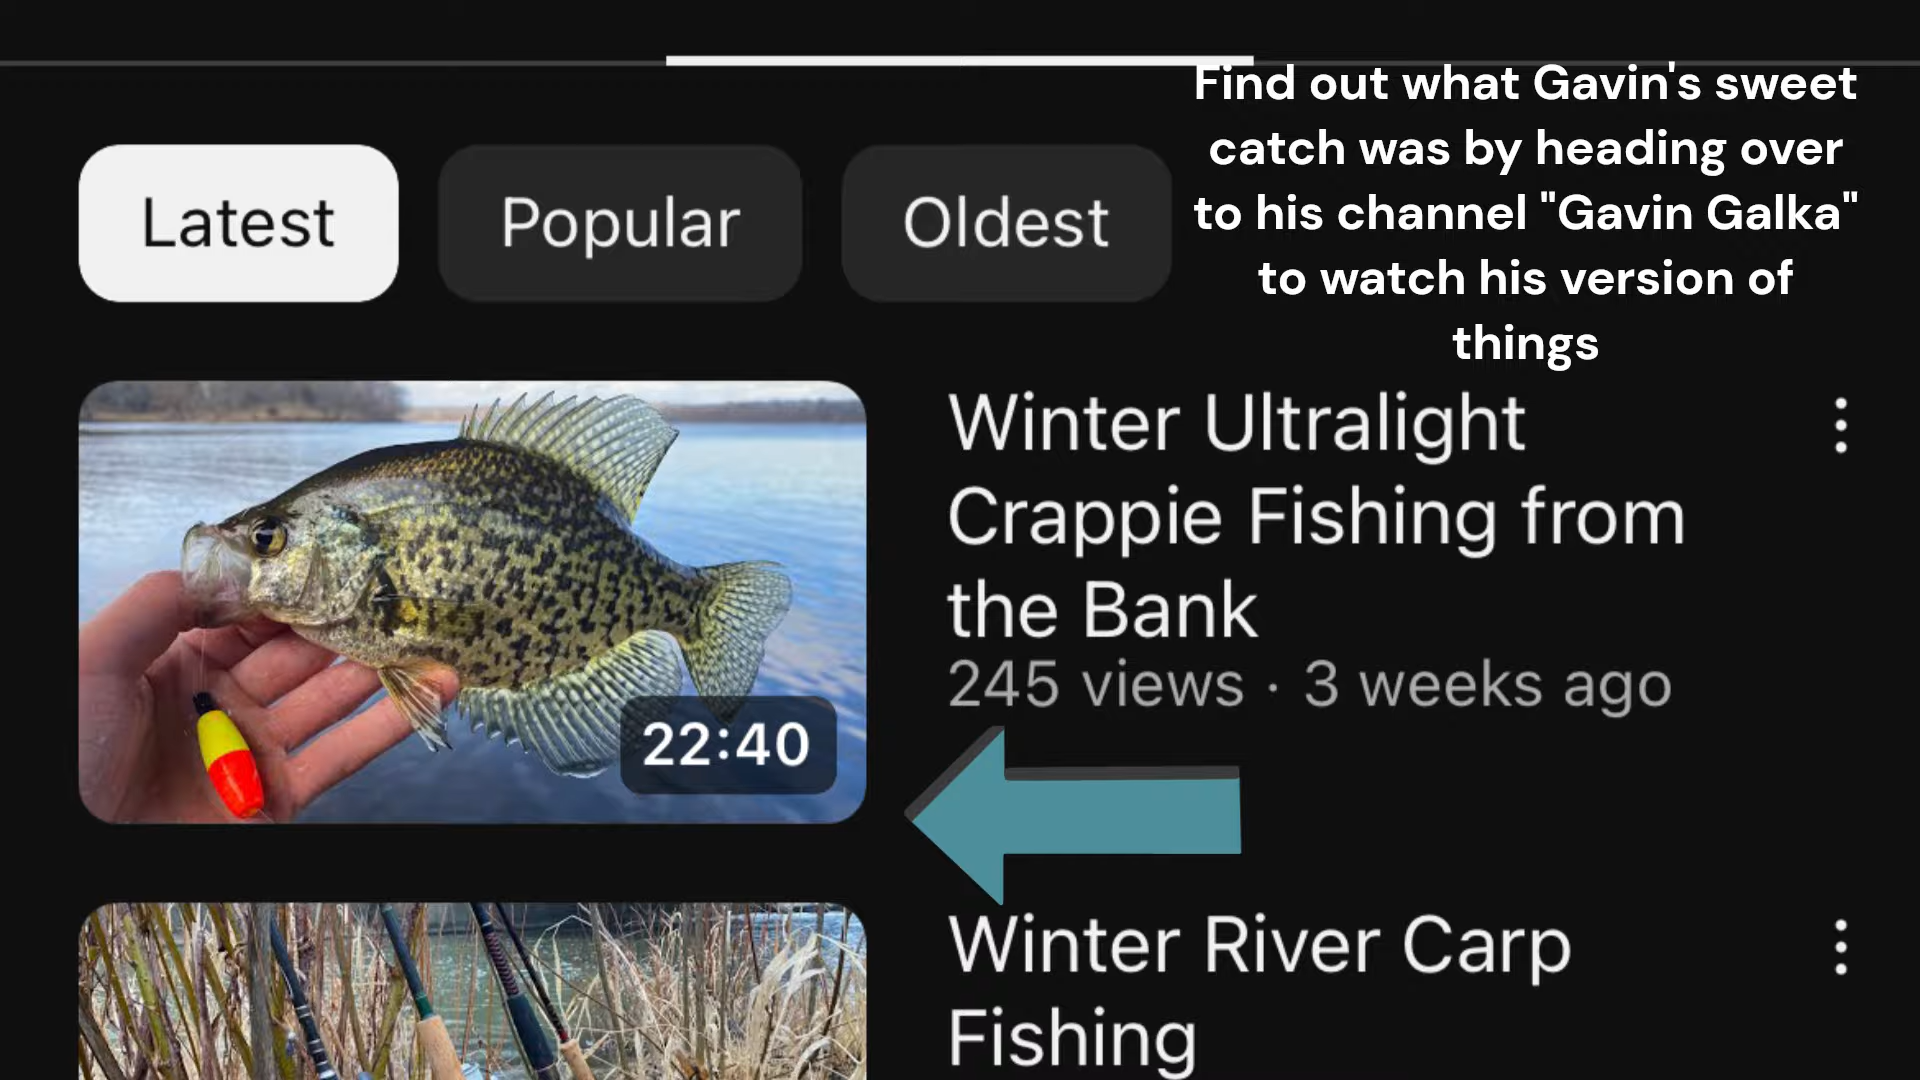 Find out what Gavin's sweet
catch was by heading over
to his channel "Gavin Galka"
to watch his version of
things
Latest
Popular
Oldest
Winter Ultralight
Crappie Fishing from
the Bank
245 views · 3 weeks ago
22:40
Winter River Carp
Fishing